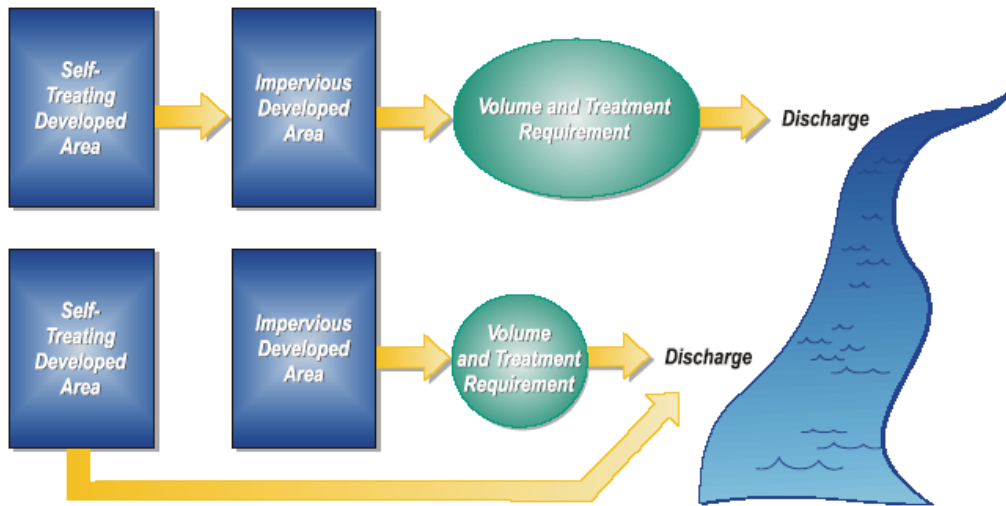 Self-
Treating
Developed
Area
Impervious
Developed
Area
Volume and Treatment
Requirement
Discharge
Self-
Treating
Developed
Area
Impervious
Developed
Area
Volume
and Treatment
Requirement
Discharge